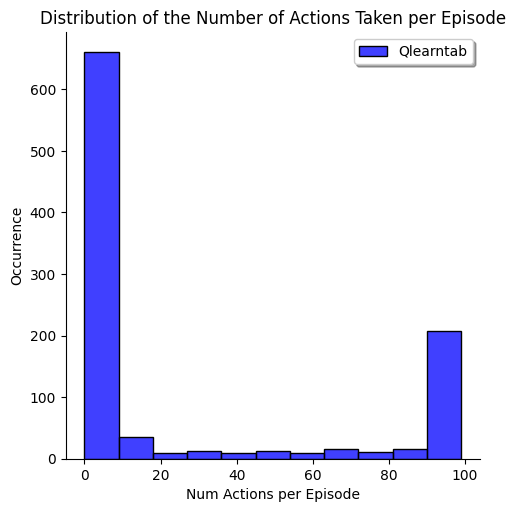 Distribution of the Number of Actions Taken per Episode
Qlearntab
Occurrence
600
500
400
300
200
100
0
0 20 40 60 80 100
Num Actions per Episode